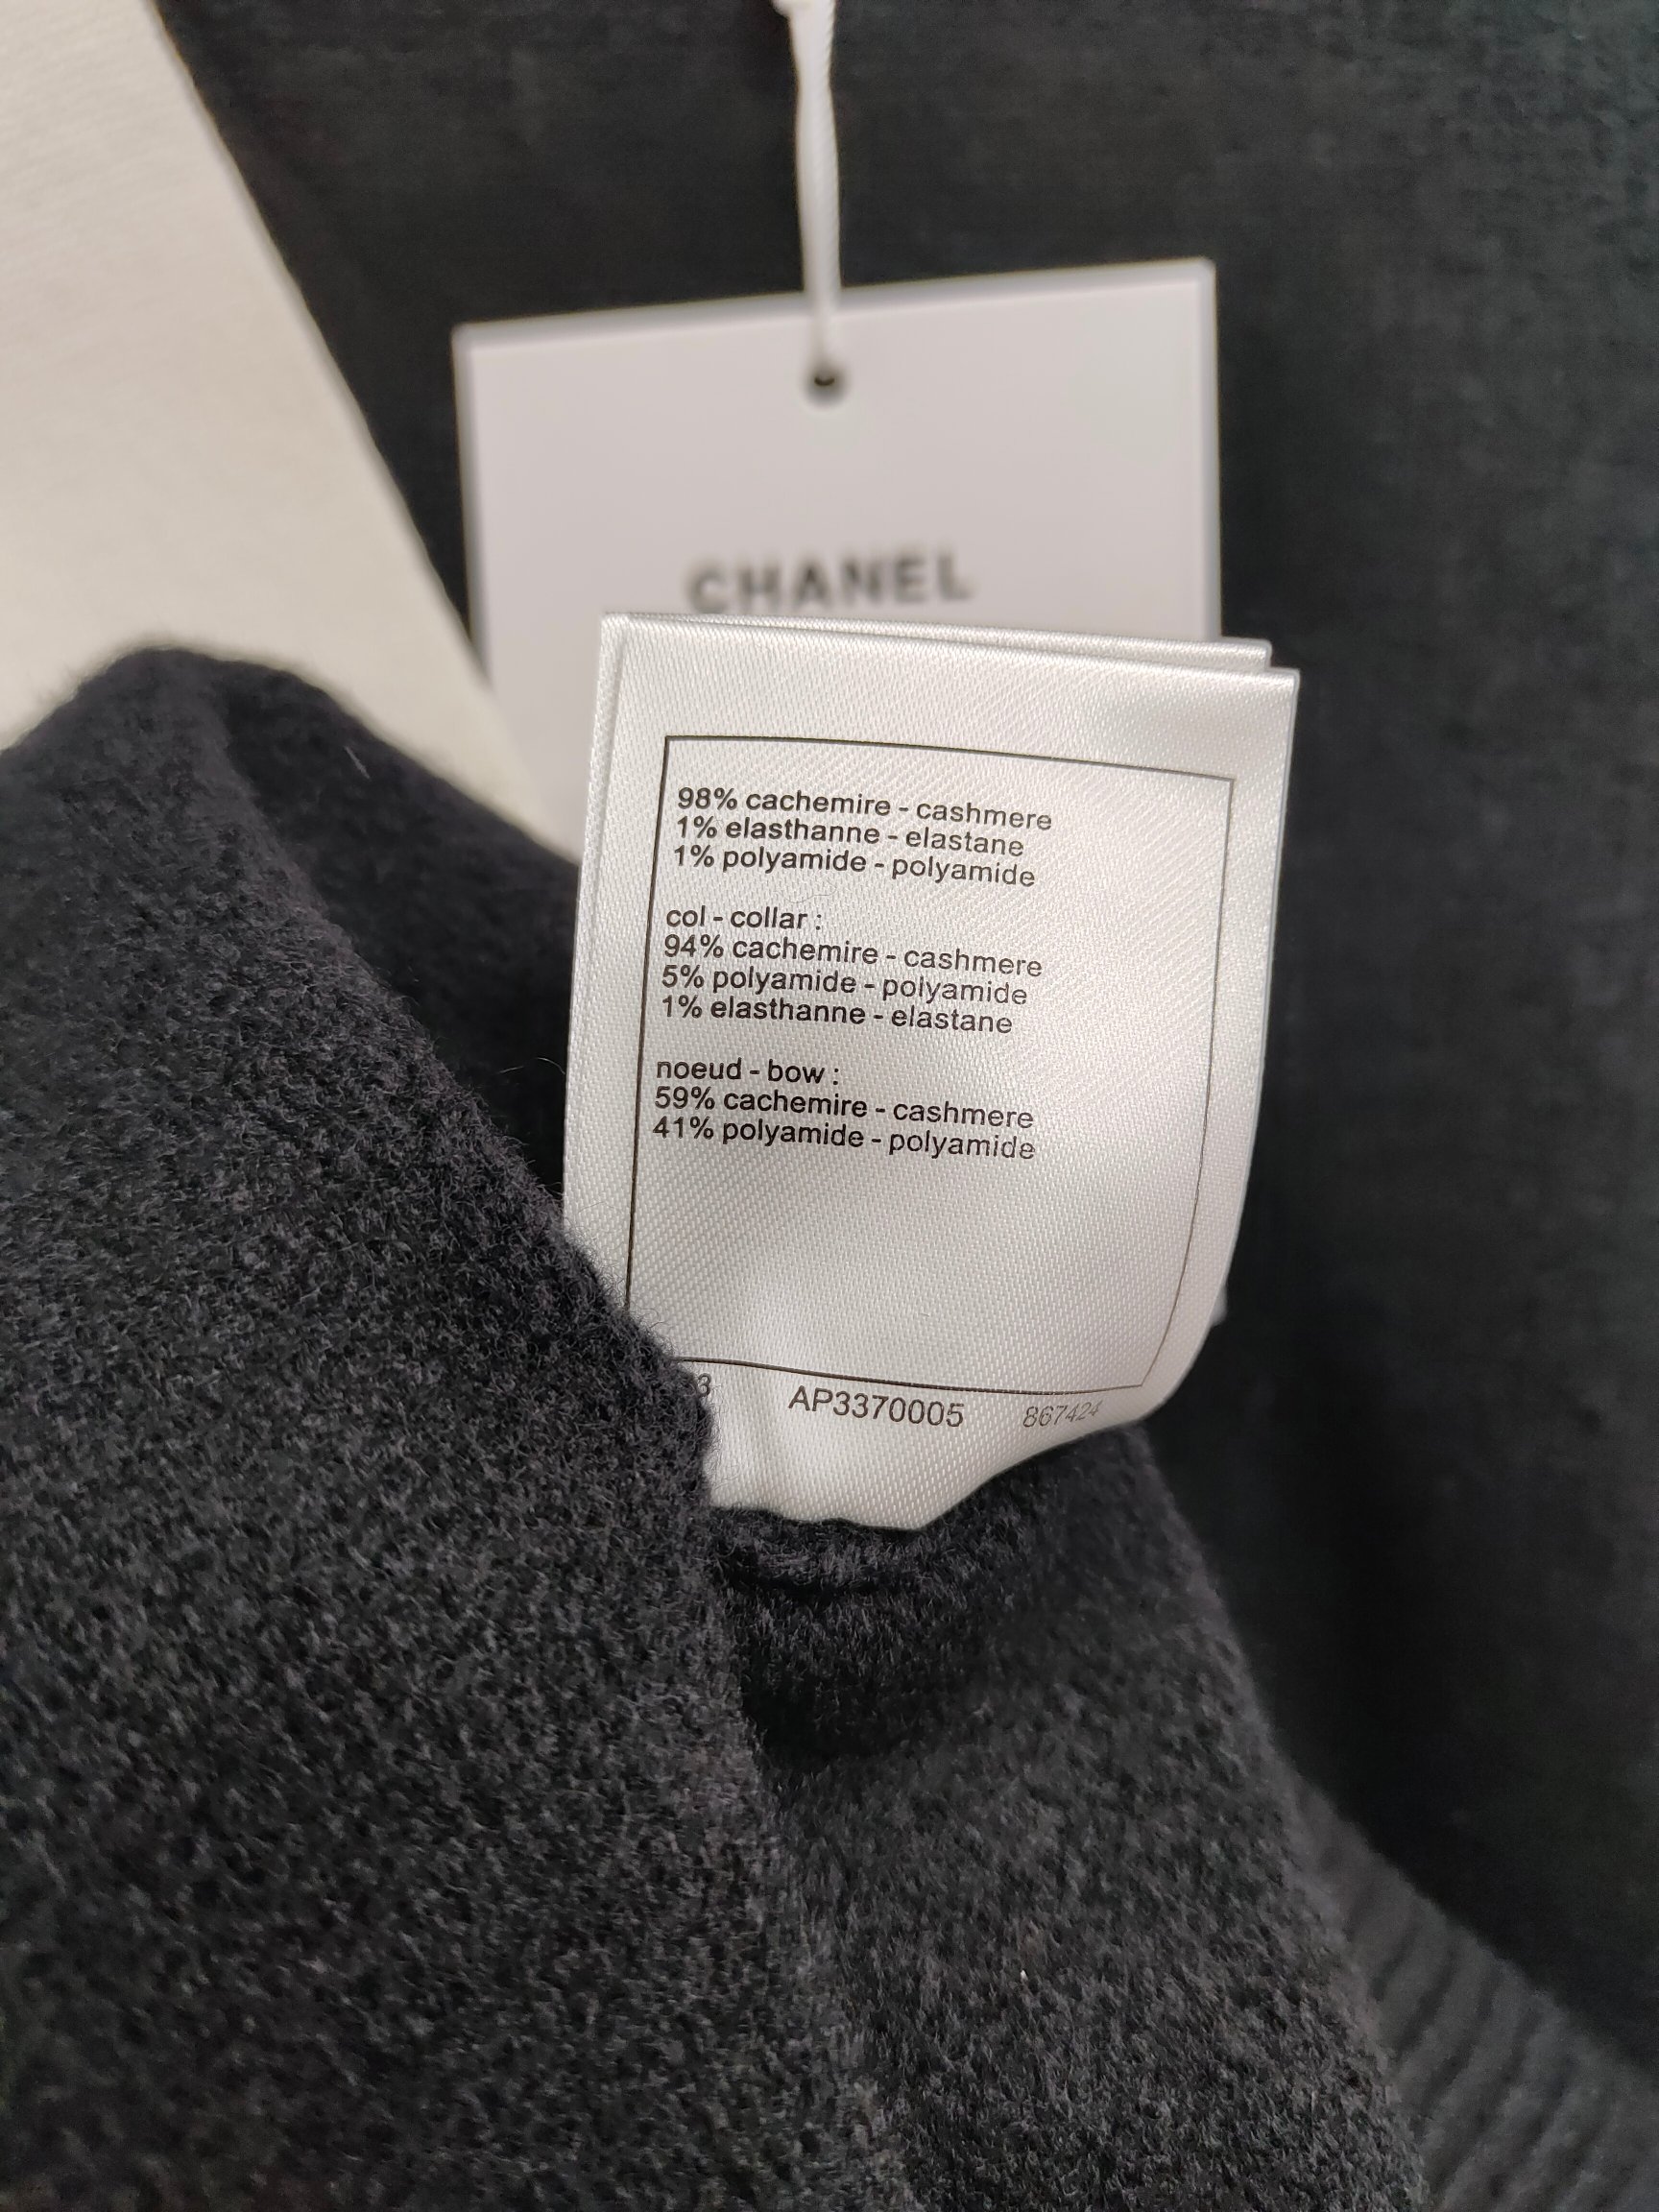 CHANEL
98% cachemire - cashmere
1% elasthanne - elastane
1% polyamide - polyamide
col - collar :
94% cachemire - cashmere
5% polyamide - polyamide
1% elasthanne - elastane
noeud - bow :
59% cachemire - cashmere
41% polyamide - polyamide
3 AP3370005 867424